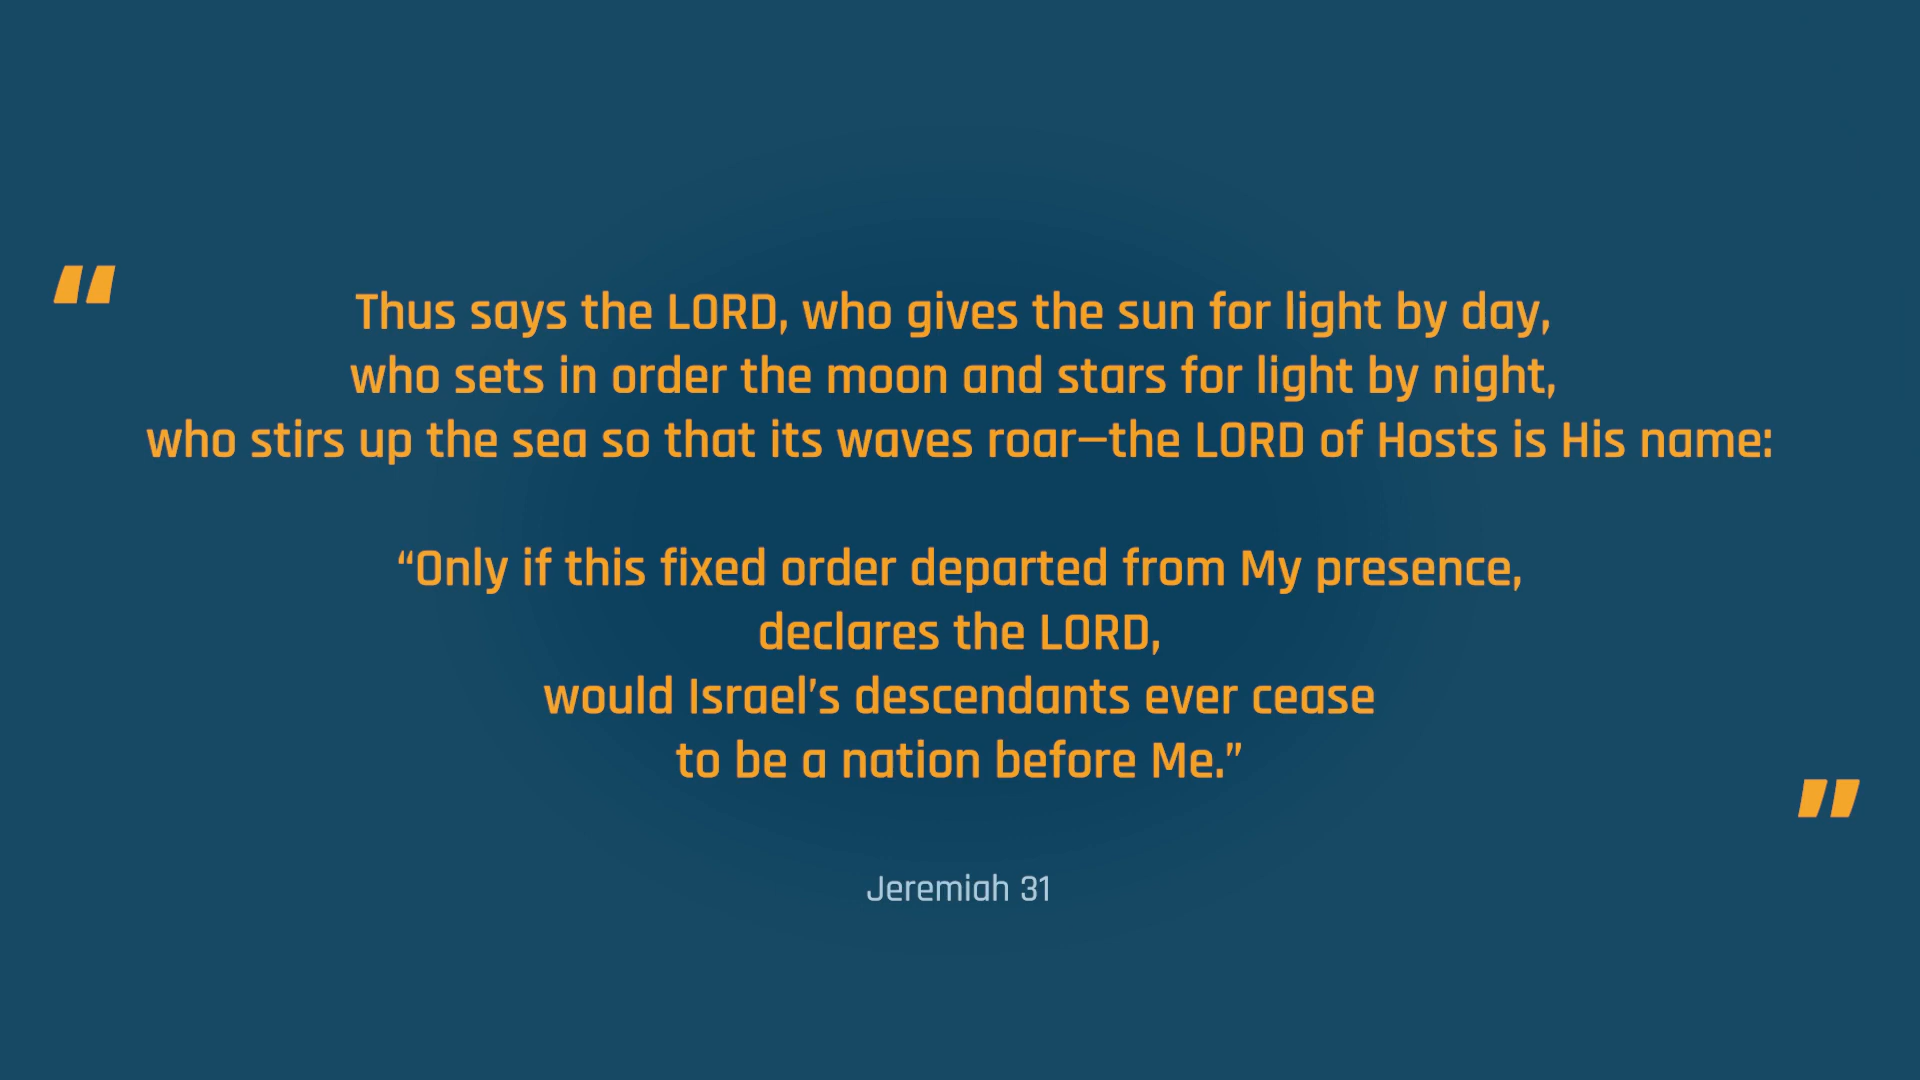 “
Thus says the LORD, who gives the sun for light by day,
who sets in order the moon and stars for light by night,
who stirs up the sea so that its waves roar—the LORD of Hosts is His name:
“Only if this fixed order departed from My presence,
declares the LORD,
would Israel’s descendants ever cease
to be a nation before Me.”
”
Jeremiah 31